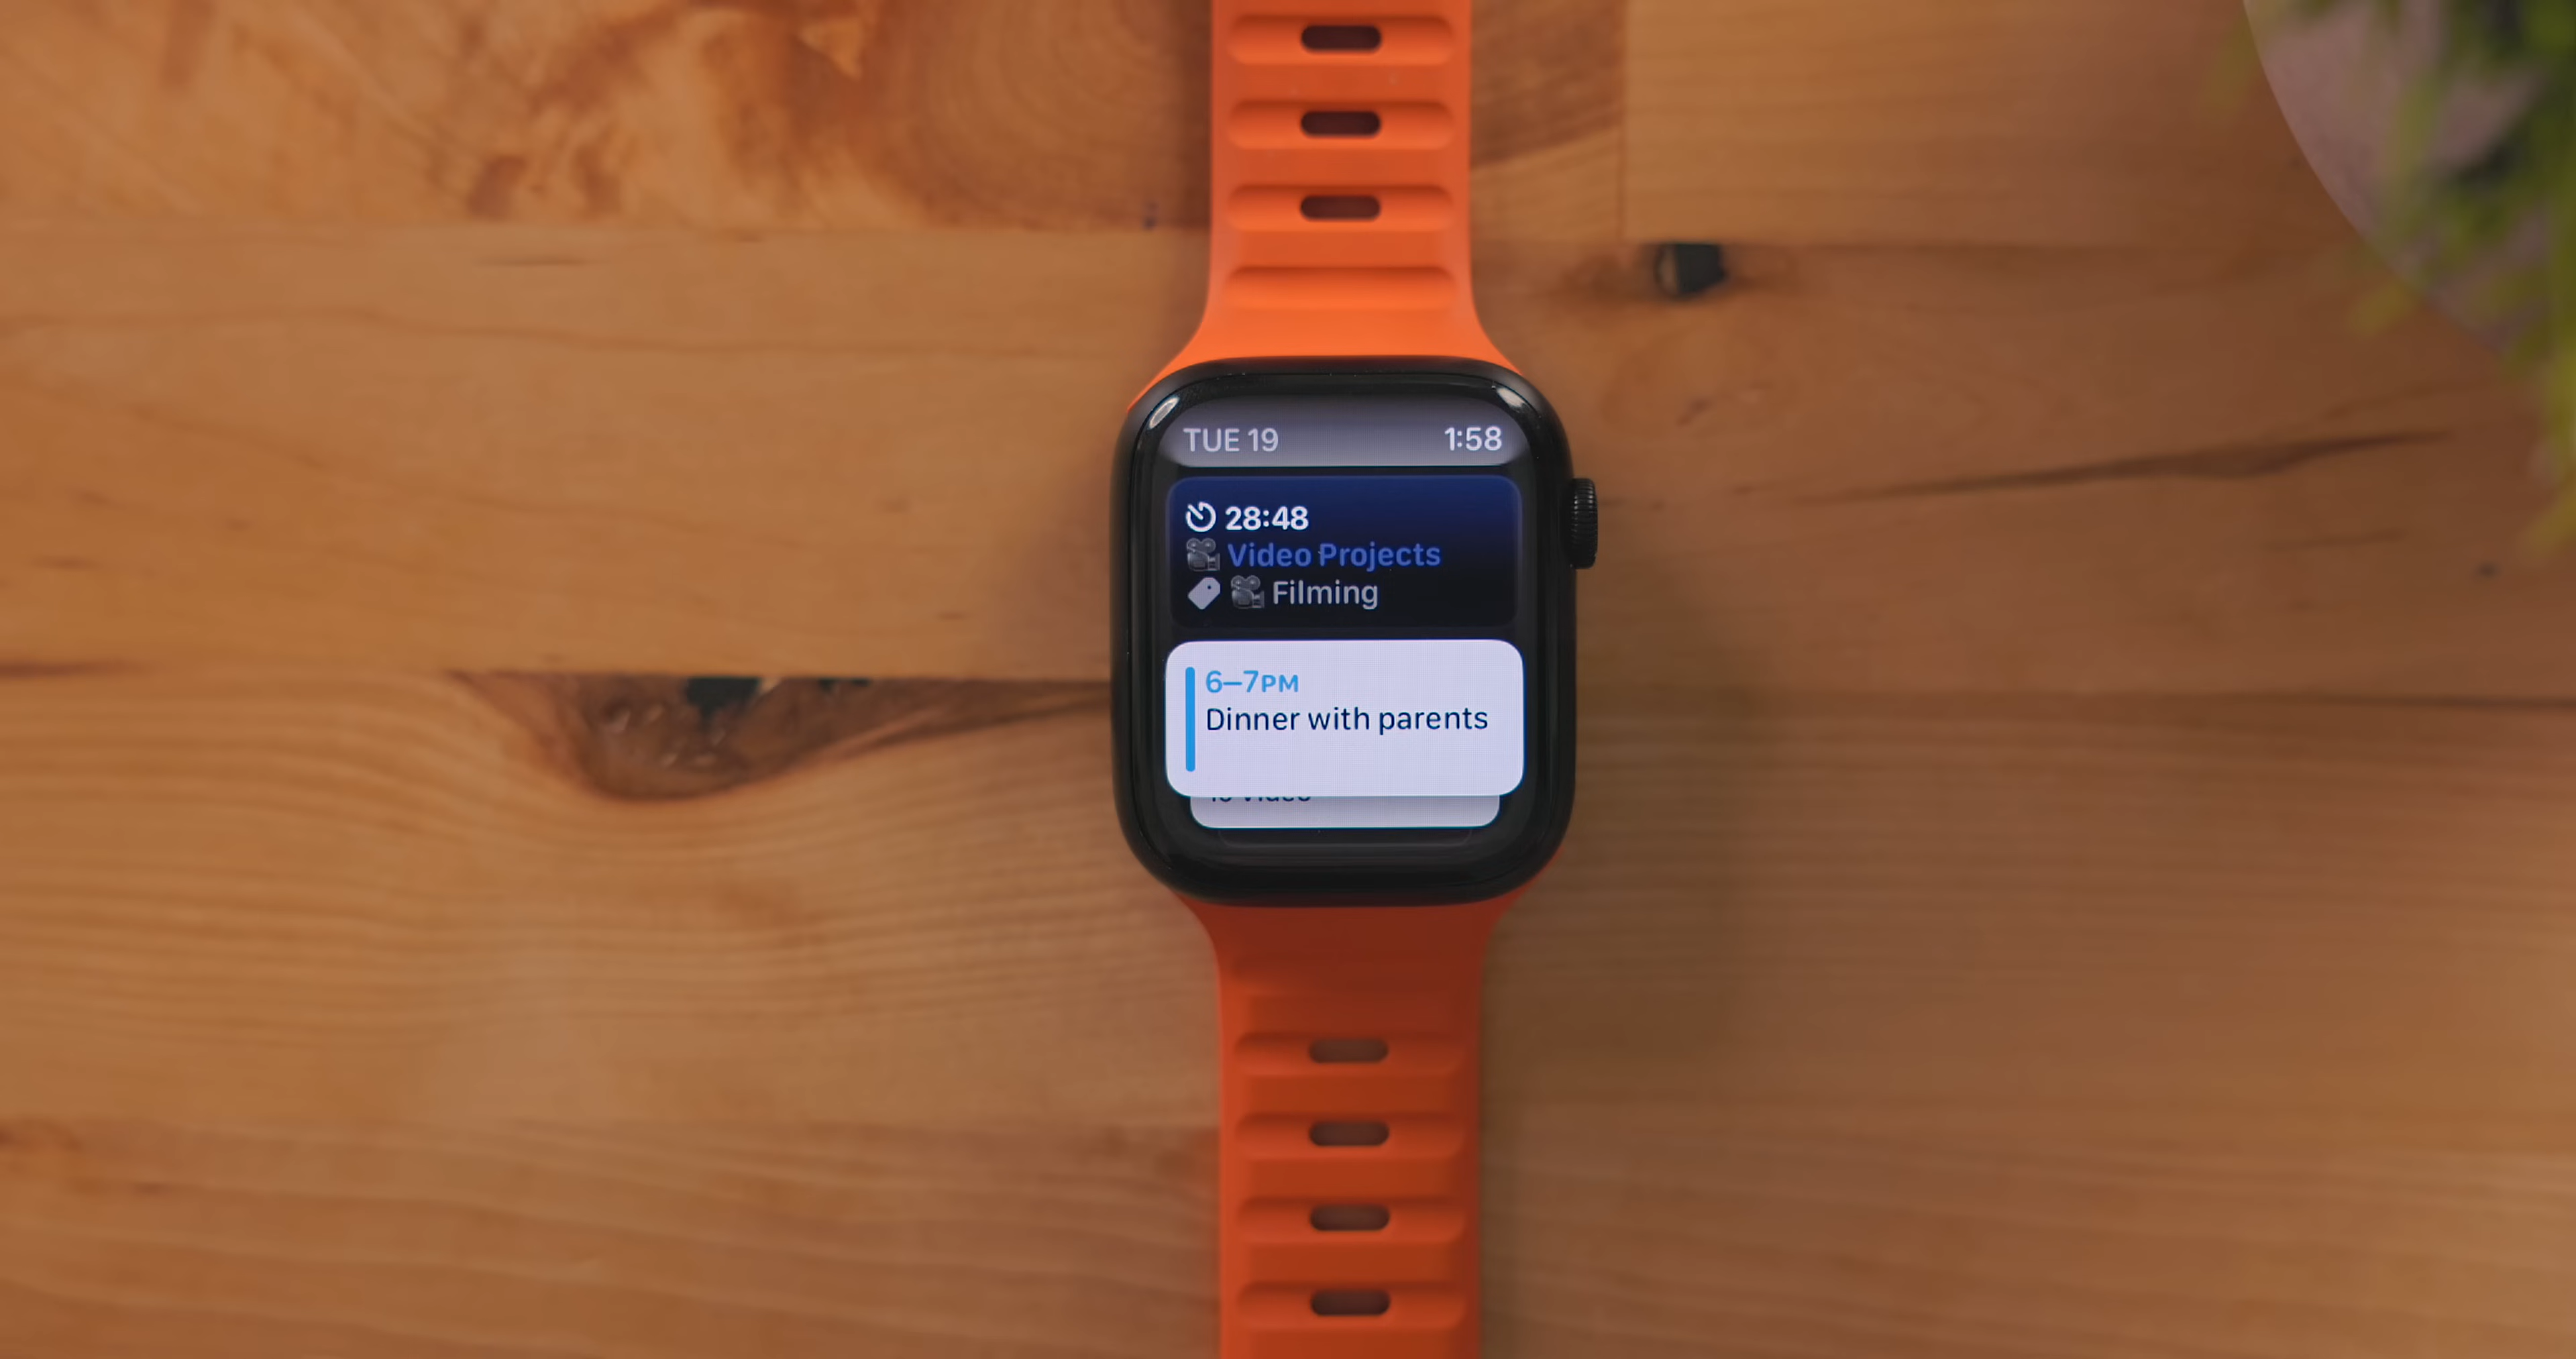 TUE 19 1:58
28:48
Video Projects
Filming
6–7PM
Dinner with parents